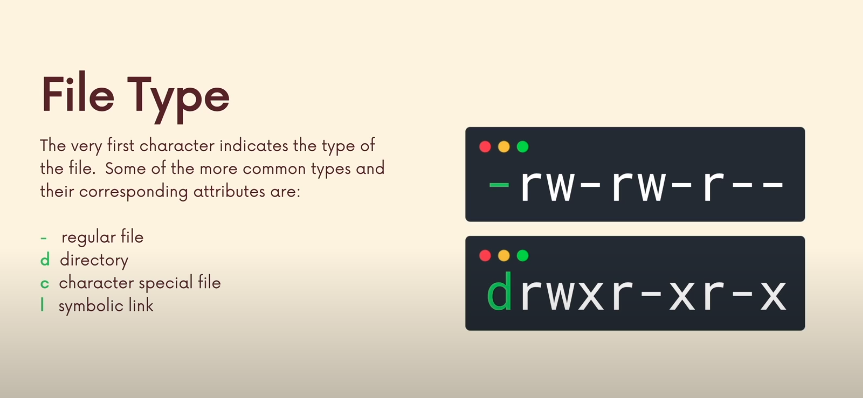 File Type
The very first character indicates the type of
the file.  Some of the more common types and
their corresponding attributes are:
-  regular file
d  directory
c  character special file
l  symbolic link
-rw-rw-r--
drwxr-xr-x